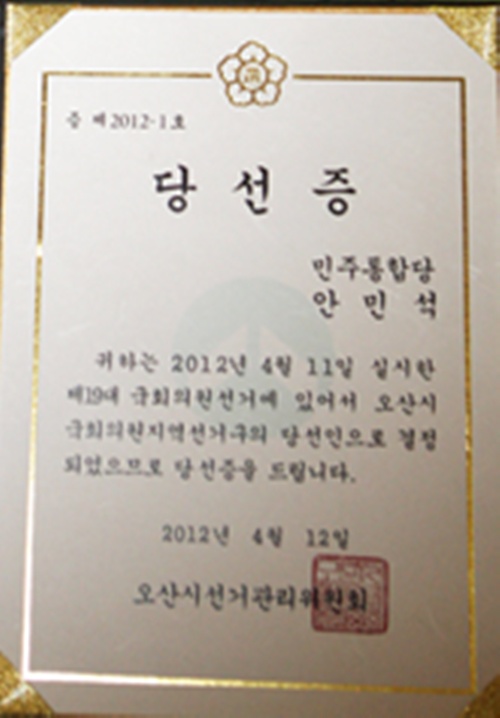 증 제2012-1호
당 선 증
민주통합당
안 민 석
귀하는 2012년 4월 11일 실시한
제19대 국회의원선거에 있어서 오산시
국회의원지역선거구의 당선인으로 결정
되었으므로 당선증을 드립니다.
2012년 4월 12일
오산시선거관리위원회